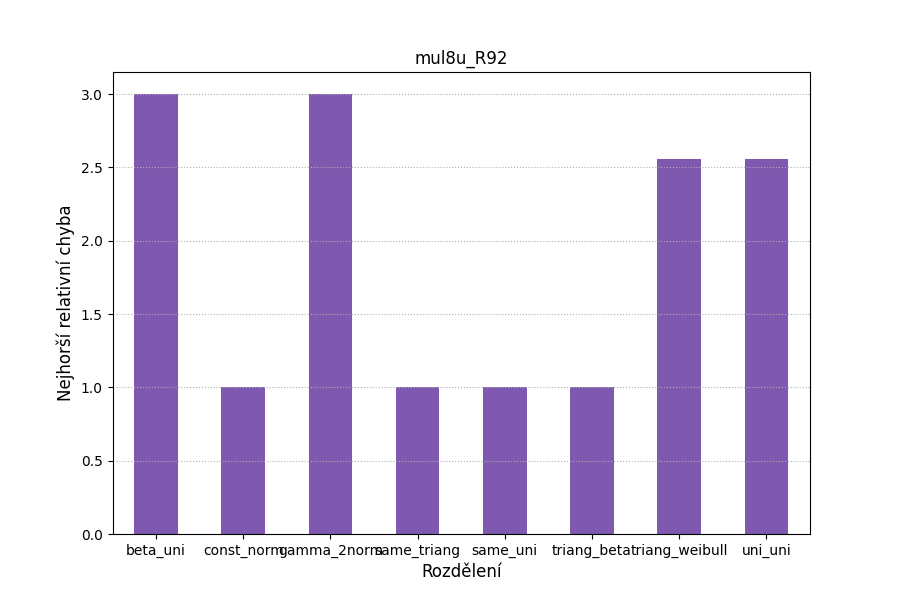 mul8u_R92
Nejhorší relativní chyba
3.0
2.5
2.0
1.5
1.0
0.5
0.0
beta_uni const_norm gamma_2norm same_triang same_uni triang_beta triang_weibull uni_uni
Rozdělení